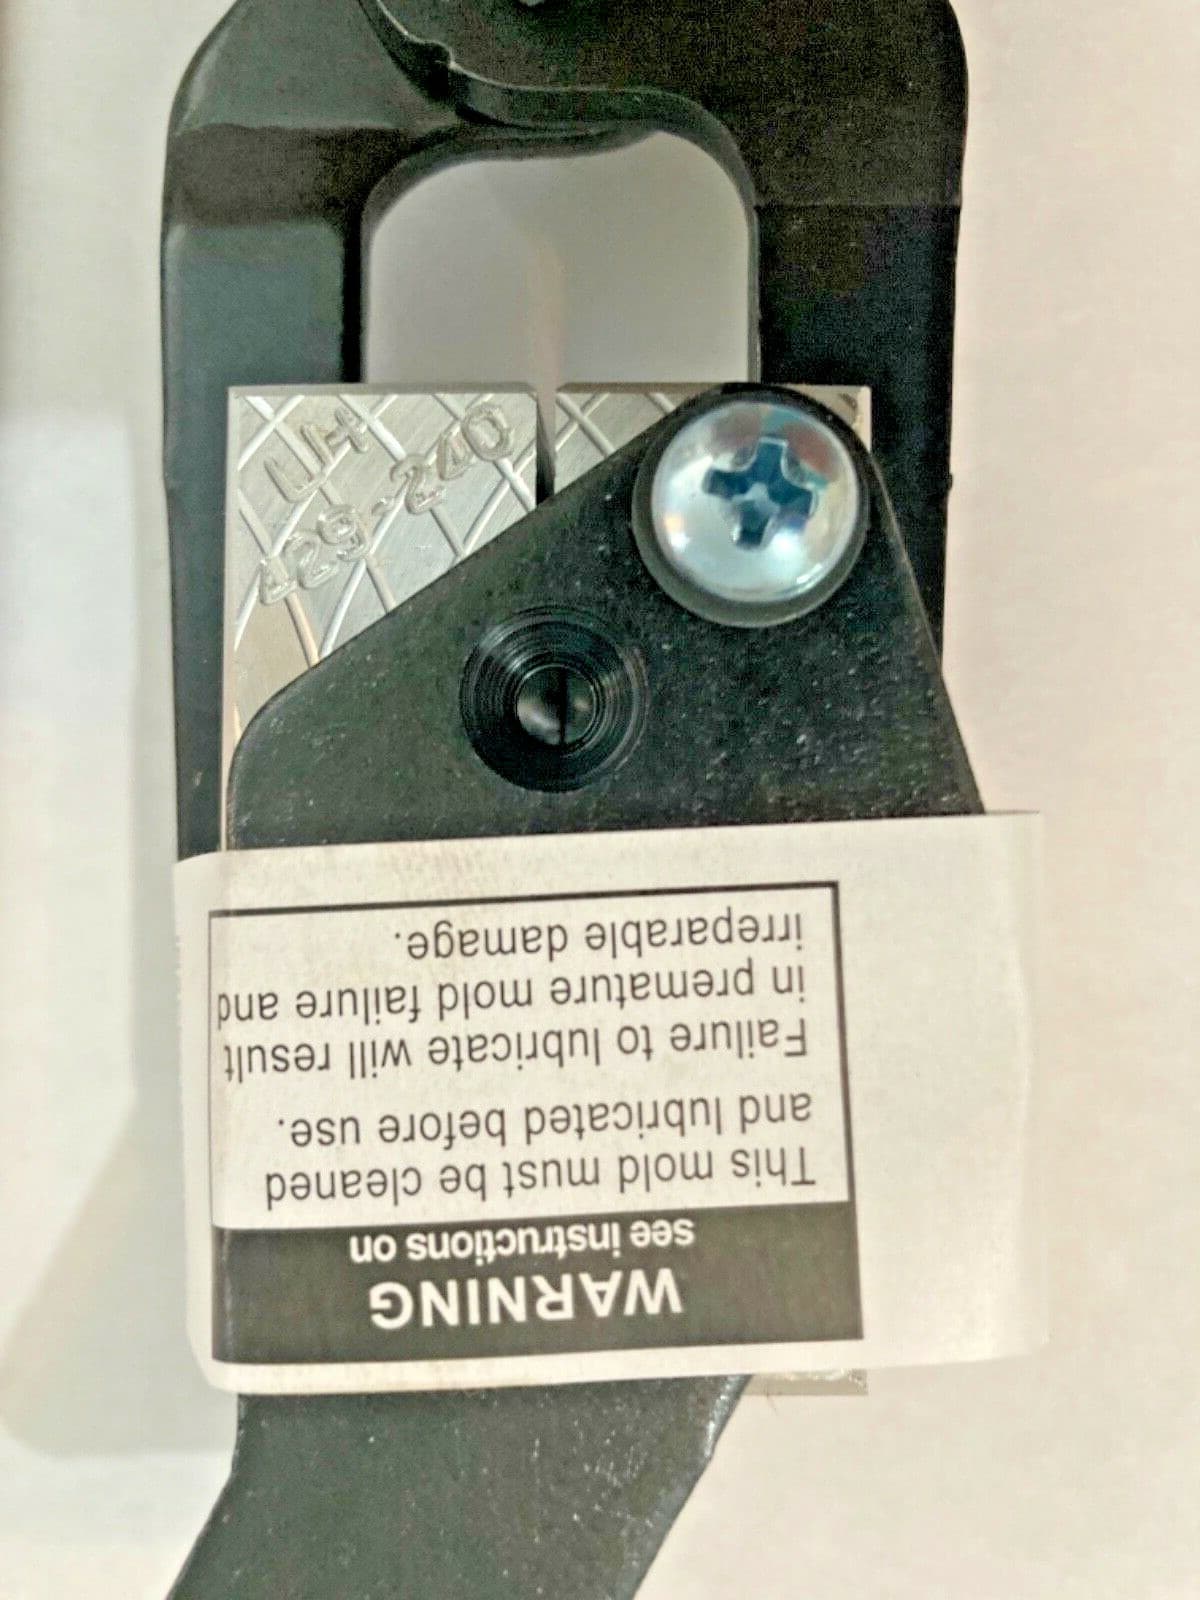 LM
429-240
WARNING
see instructions on
This mold must be cleaned
and lubricated before use.
Failure to lubricate will result
in premature mold failure and
irreparable damage.